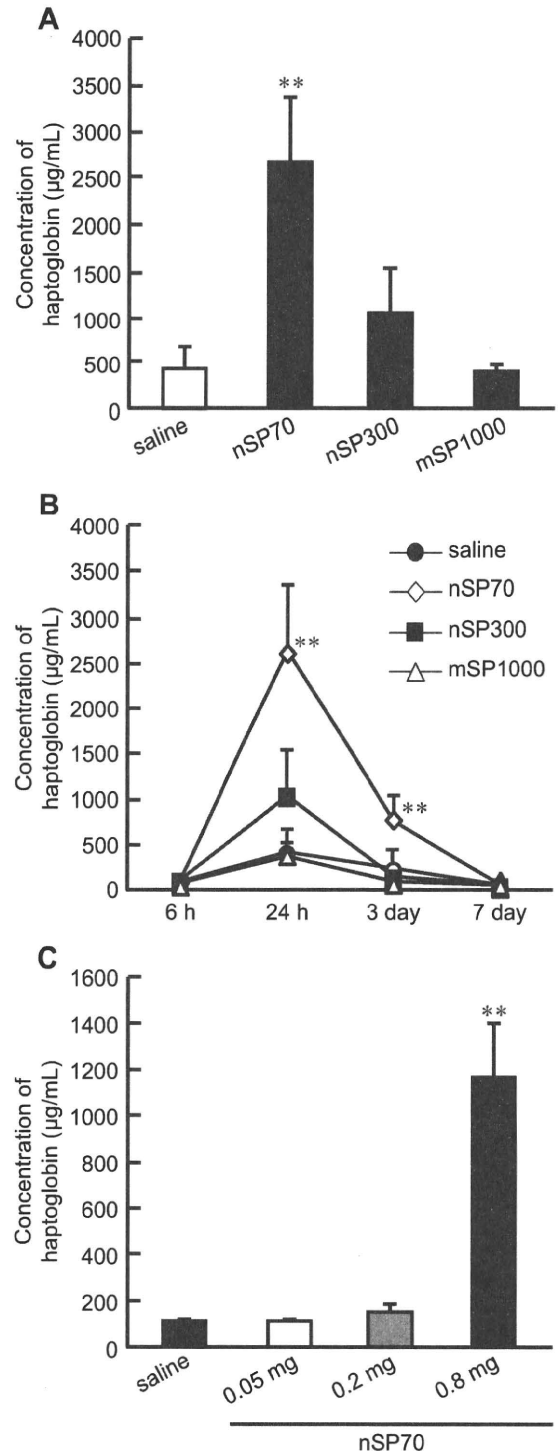 A
Concentration of
haptoglobin (µg/mL)
4000
3500
3000
2500
2000
1500
1000
500
0
**
saline
nSP70
nSP300
mSP1000
B
Concentration of
haptoglobin (µg/mL)
4000
3500
3000
2500
2000
1500
1000
500
0
saline
nSP70
nSP300
mSP1000
**
**
6 h
24 h
3 day
7 day
C
Concentration of
haptoglobin (µg/mL)
1600
1400
1200
1000
800
600
400
200
0
**
saline
0.05 mg
0.2 mg
0.8 mg
nSP70